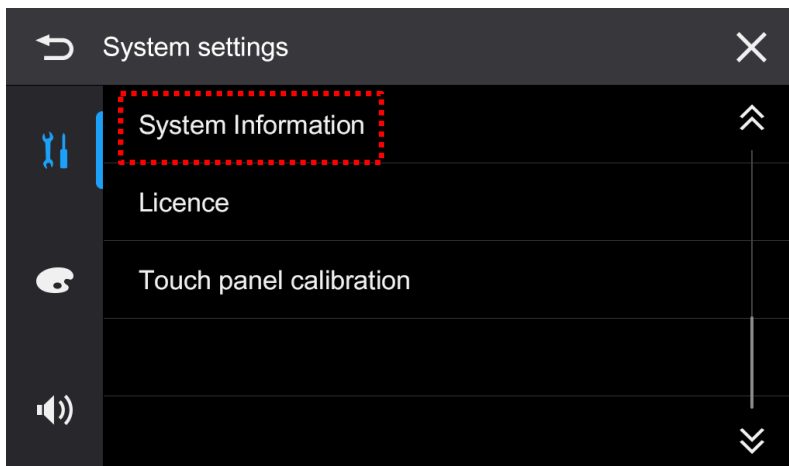 System settings
System Information
Licence
Touch panel calibration